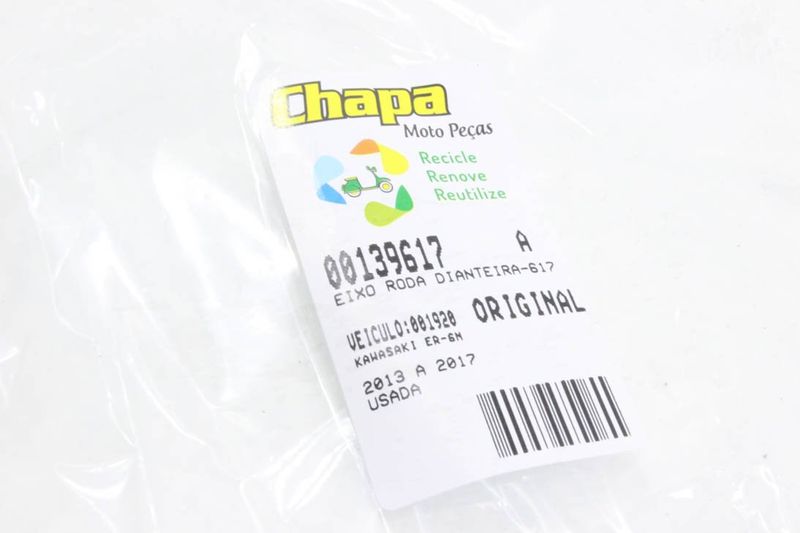 Chapa
Moto Peças
Recicle
Renove
Reutilize
00139617 A
EIXO RODA DIANTEIRA-617
VEICULO:001920 ORIGINAL
KAWASAKI ER-6N
2013 A 2017
USADA